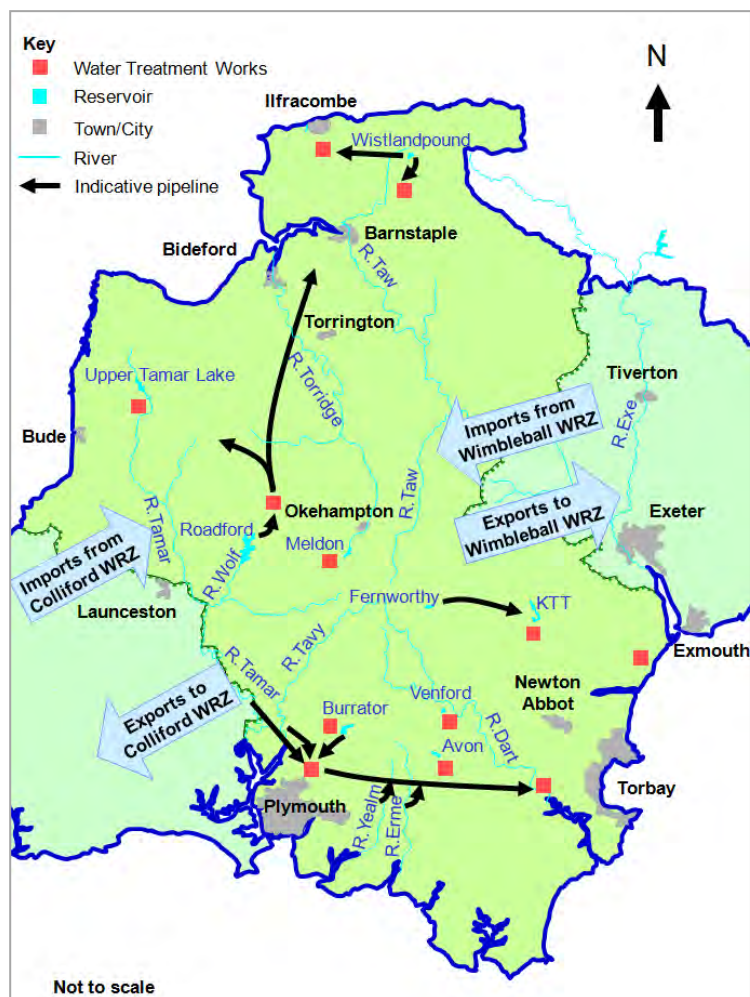 Key
Water Treatment Works
Reservoir
Town/City
River
Indicative pipeline
N
Ilfracombe
Wistlandpound
Barnstaple
Bideford
R.Taw
Torrington
R.Torridge
Upper Tamar Lake
Tiverton
Imports from
Wimbleball WRZ
R.Exe
Bude
R.Tamar
R.Taw
Exports to
Wimbleball WRZ
Exeter
Okehampton
Roadford
Meldon
Imports from
Colliford WRZ
R.Wolf
Launceston
Fernworthy
KTT
Exmouth
R.Tamar
R.Tavy
Newton
Abbot
Exports to
Colliford WRZ
Burrator
Venford
R.Dart
Avon
Torbay
Plymouth
R.Yealm
R.Erme
Not to scale